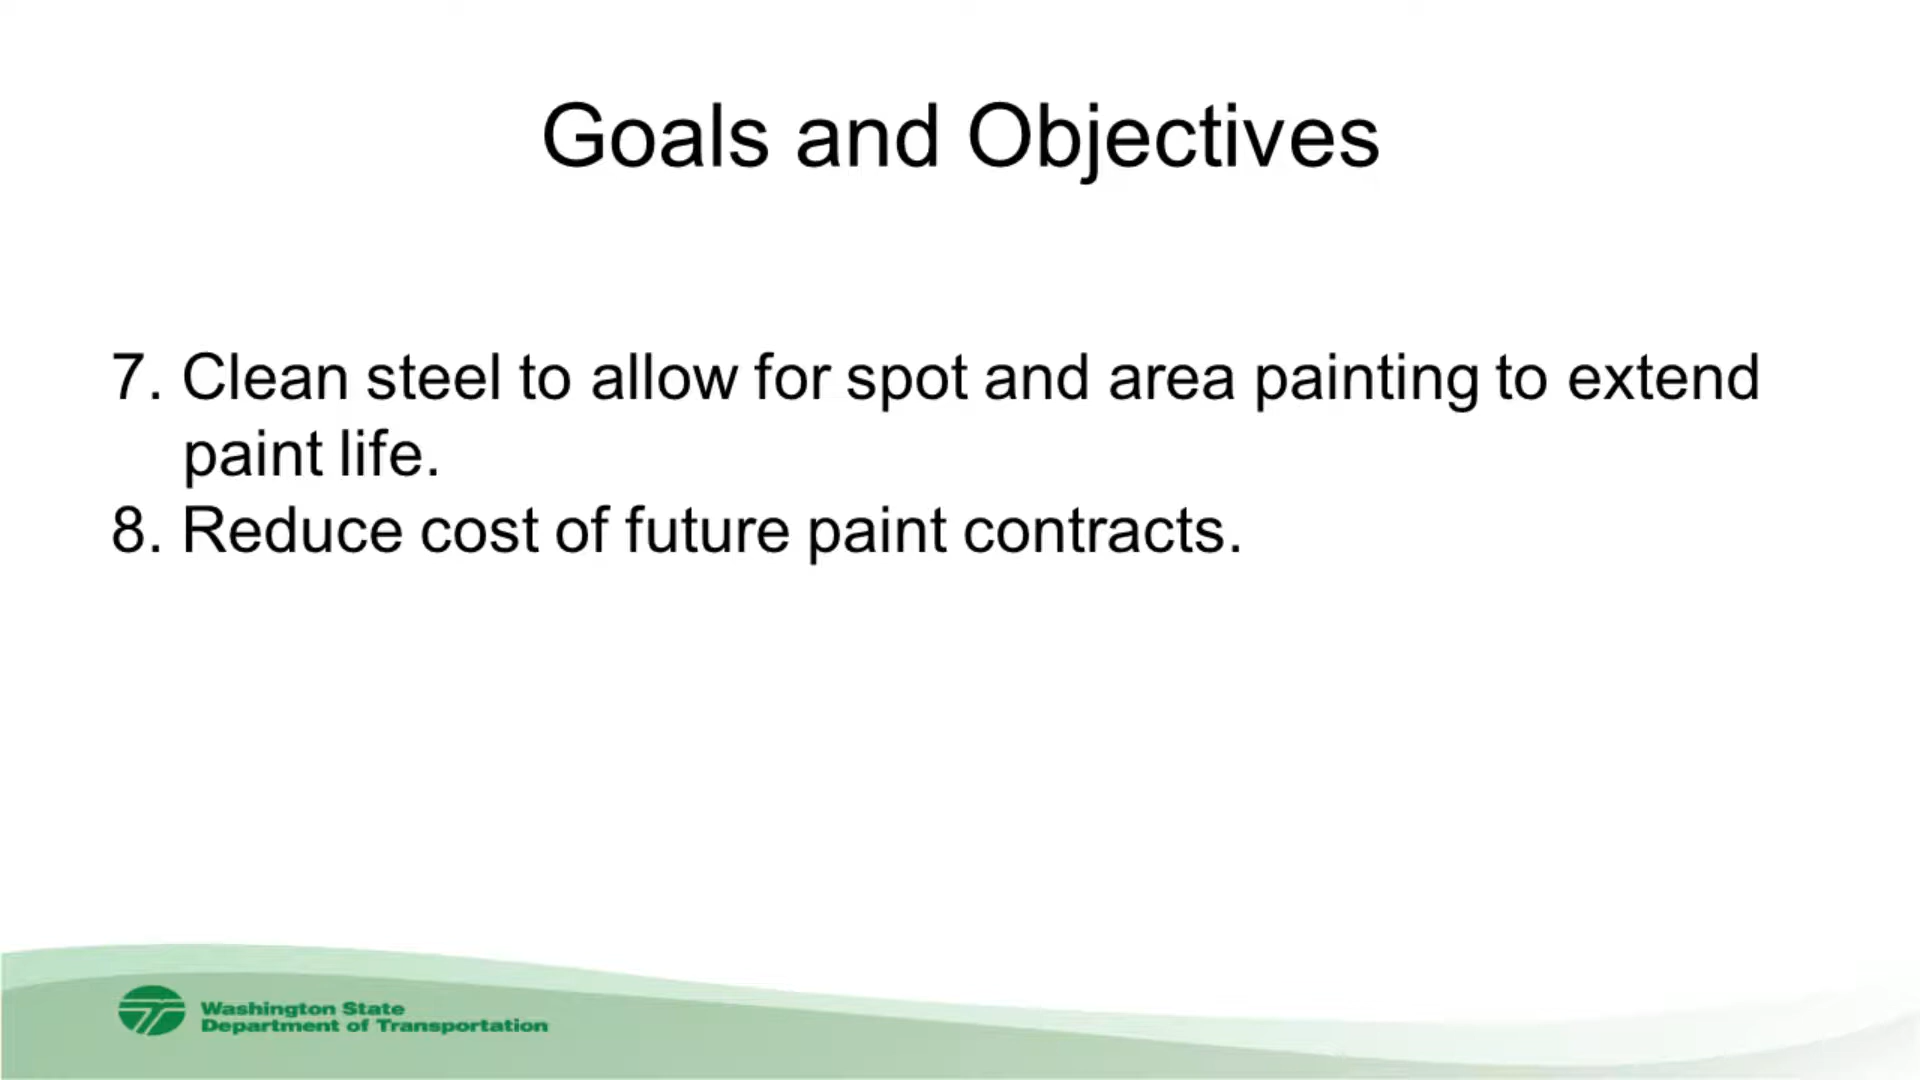 Goals and Objectives
7. Clean steel to allow for spot and area painting to extend
paint life.
8. Reduce cost of future paint contracts.
Washington State
Department of Transportation